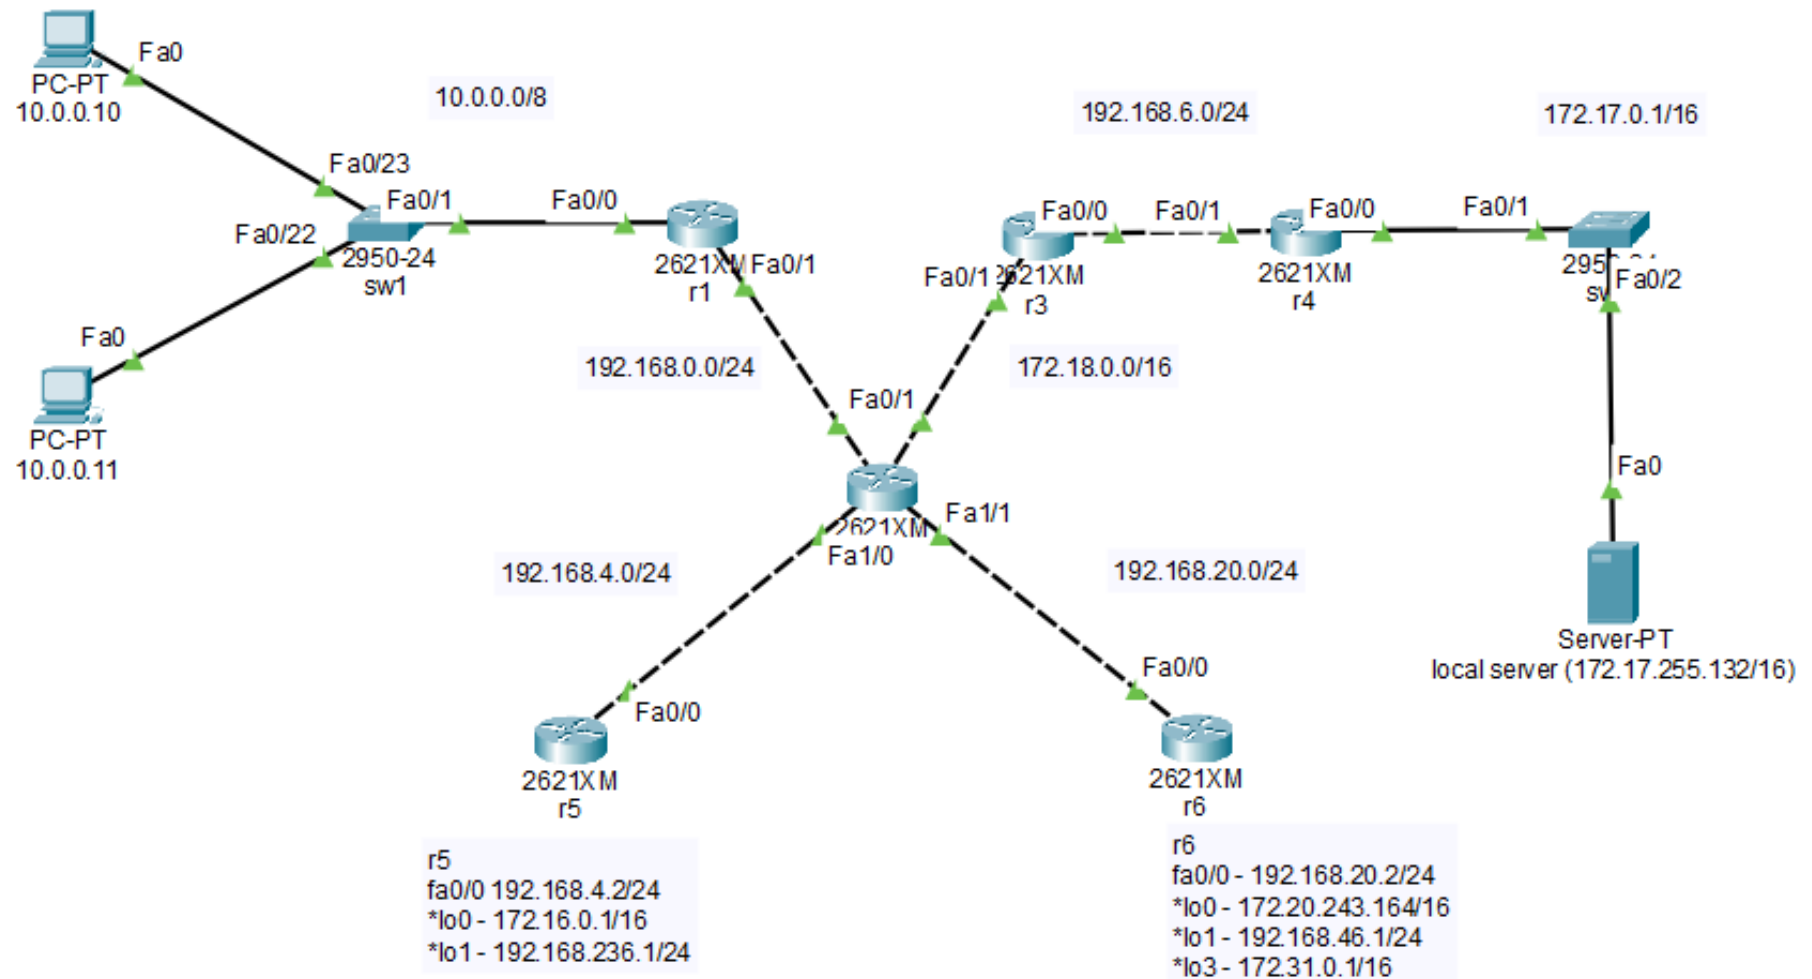 Fa0
PC-PT
10.0.0.10
10.0.0.0/8
192.168.6.0/24
172.17.0.1/16
Fa0/23
Fa0/1
Fa0/0
Fa0/22
2950-24
sw1
2621XM
r1
Fa0/1
Fa0/0
Fa0/1
Fa0/0
Fa0/1
Fa0/1
2621XM
r3
2621XM
r4
Fa0/2
Fa0
PC-PT
10.0.0.11
192.168.0.0/24
172.18.0.0/16
Fa0/1
2621XM
Fa1/1
Fa1/0
Fa0
192.168.4.0/24
192.168.20.0/24
Server-PT
local server (172.17.255.132/16)
Fa0/0
Fa0/0
2621XM
r5
2621XM
r6
r5
fa0/0 192.168.4.2/24
*lo0 - 172.16.0.1/16
*lo1 - 192.168.236.1/24
r6
fa0/0 - 192.168.20.2/24
*lo0 - 172.20.243.164/16
*lo1 - 192.168.46.1/24
*lo3 - 172.31.0.1/16